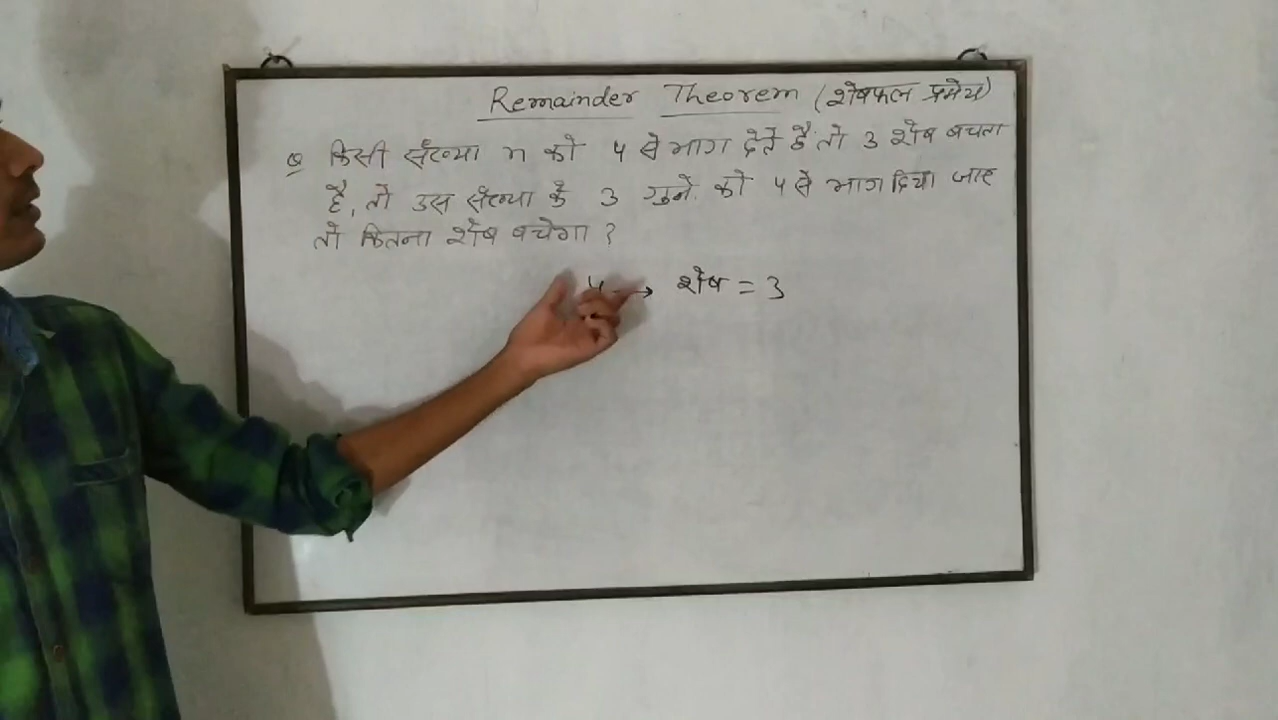 Remainder Theorem (शेषफल प्रमेय)
Q किसी संख्या n को 4 से भाग देते है तो 3 शेष बचता
है, तो उस संख्या के 3 गुने को 4 से भाग दिया जाए
तो कितना शेष बचेगा ?
4 → शेष = 3